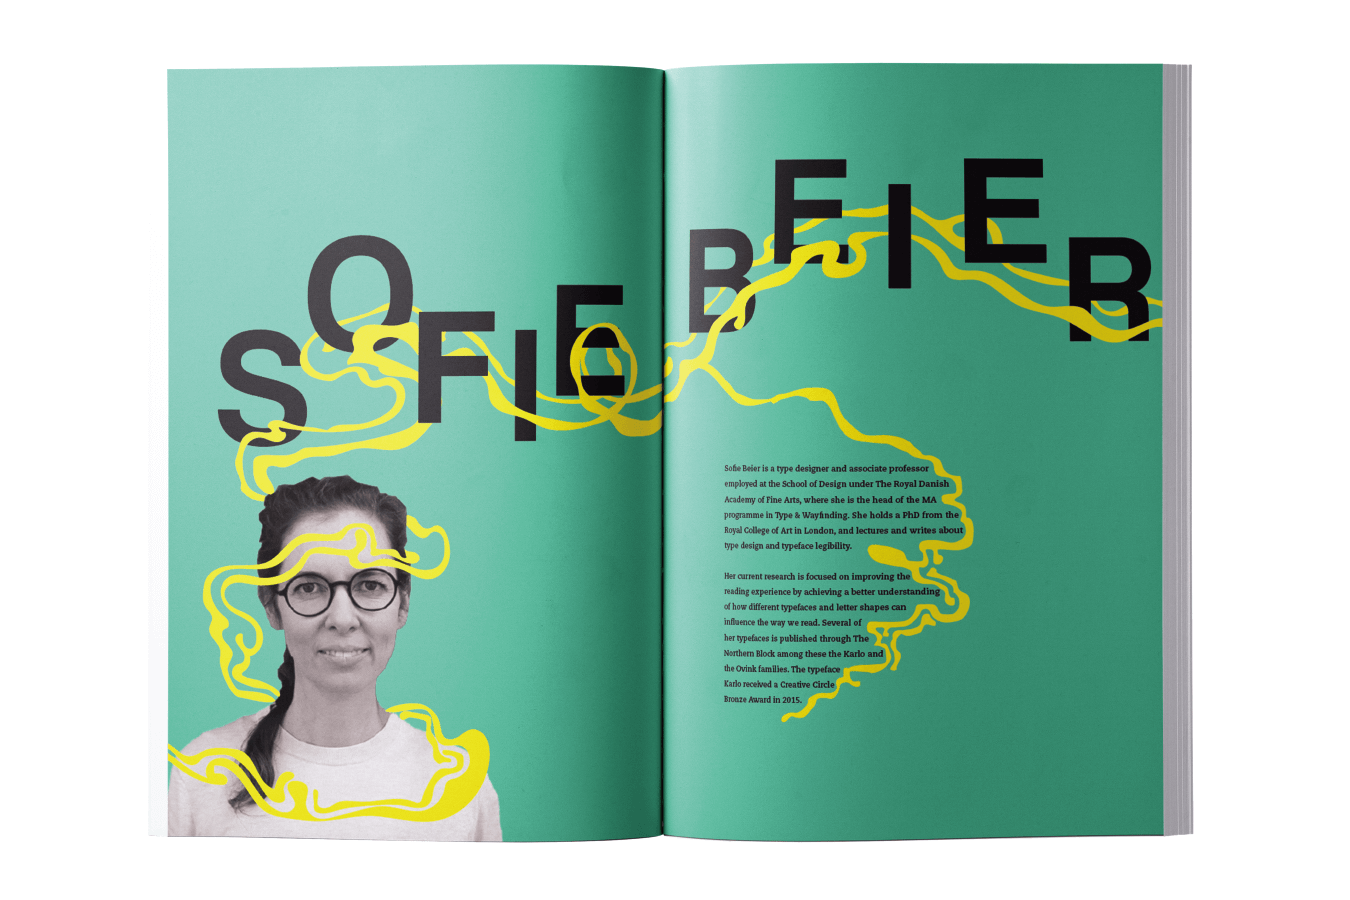 SOFIE BEIER
Sofie Beier is a type designer and associate professor
employed at the School of Design under The Royal Danish
Academy of Fine Arts, where she is the head of the MA
programme in Type & Wayfinding. She holds a PhD from the
Royal College of Art in London, and lectures and writes about
type design and typeface legibility.
Her current research is focused on improving the
reading experience by achieving a better understanding
of how different typefaces and letter shapes can
influence the way we read. Several of
her typefaces is published through The
Northern Block among these the Karlo and
the Ovink families. The typeface
Karlo received a Creative Circle
Bronze Award in 2015.